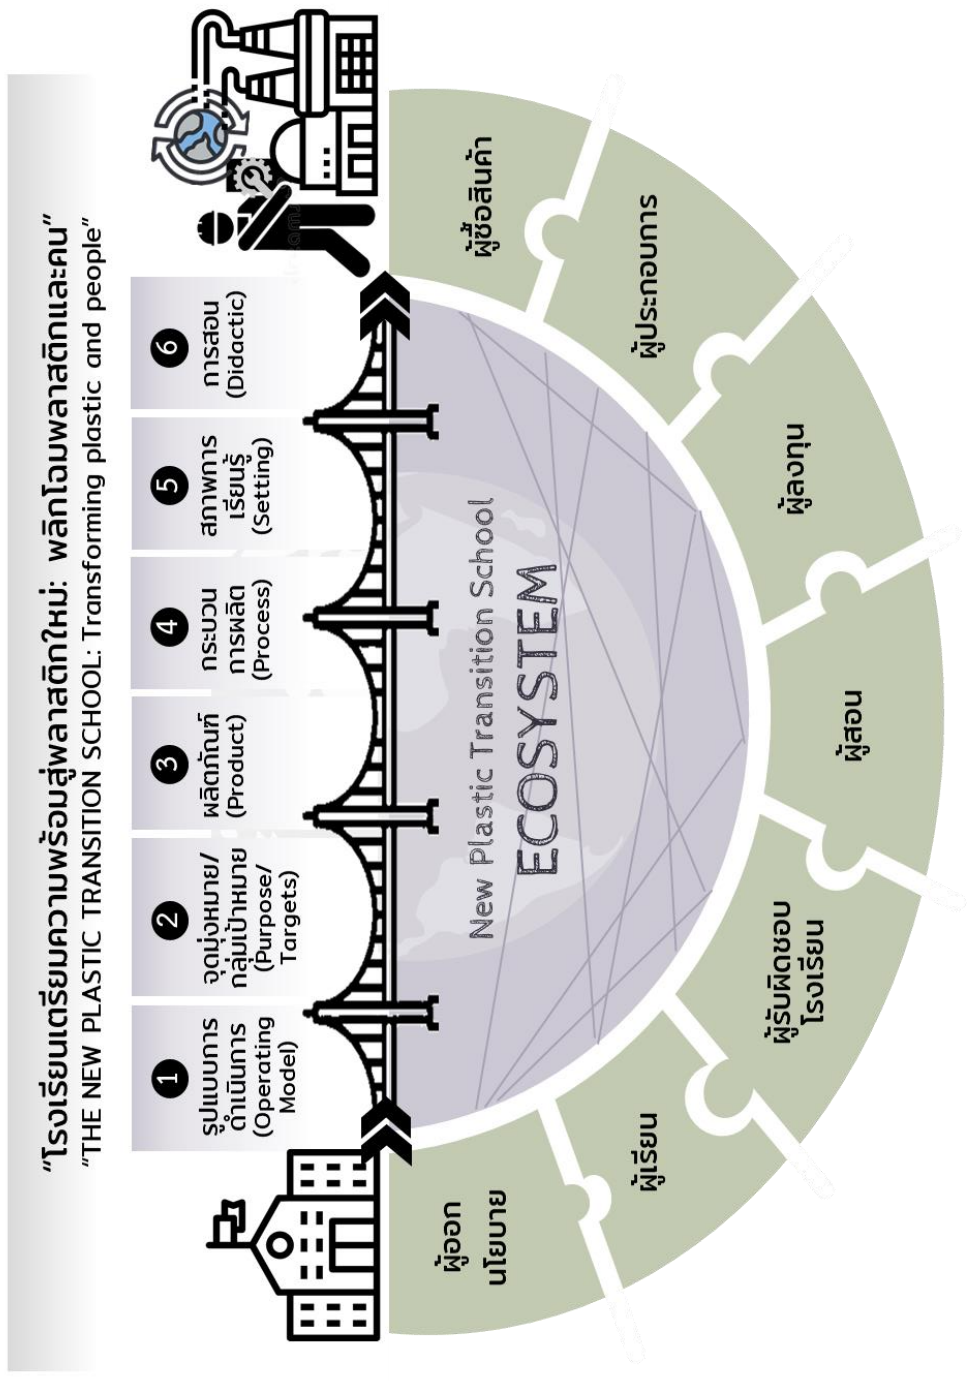 “โรงเรียนเตรียมความพร้อมสู่พลาสติกใหม่: พลิกโฉมพลาสติกและคน”
“THE NEW PLASTIC TRANSITION SCHOOL: Transforming plastic and people”
1
รูปแบบการ
ดำเนินการ
(Operating
Model)
2
จุดมุ่งหมาย/
กลุ่มเป้าหมาย
(Purpose/
Targets)
3
ผลิตภัณฑ์
(Product)
4
กระบวน
การผลิต
(Process)
5
สภาพการ
เรียนรู้
(Setting)
6
การสอน
(Didactic)
New Plastic Transition School
ECOSYSTEM
ผู้ออก
นโยบาย
ผู้เรียน
ผู้รับผิดชอบ
โรงเรียน
ผู้สอน
ผู้ลงทุน
ผู้ประกอบการ
ผู้ซื้อสินค้า